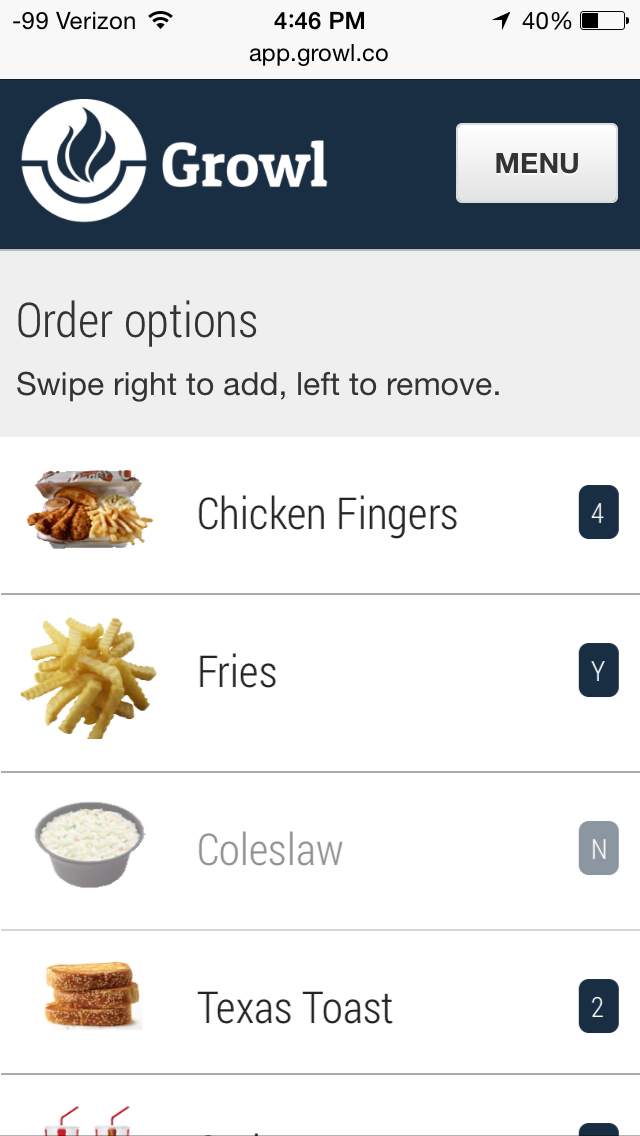 -99 Verizon 4:46 PM 40%
app.growl.co
Growl MENU
Order options
Swipe right to add, left to remove.
Chicken Fingers 4
Fries Y
Coleslaw N
Texas Toast 2